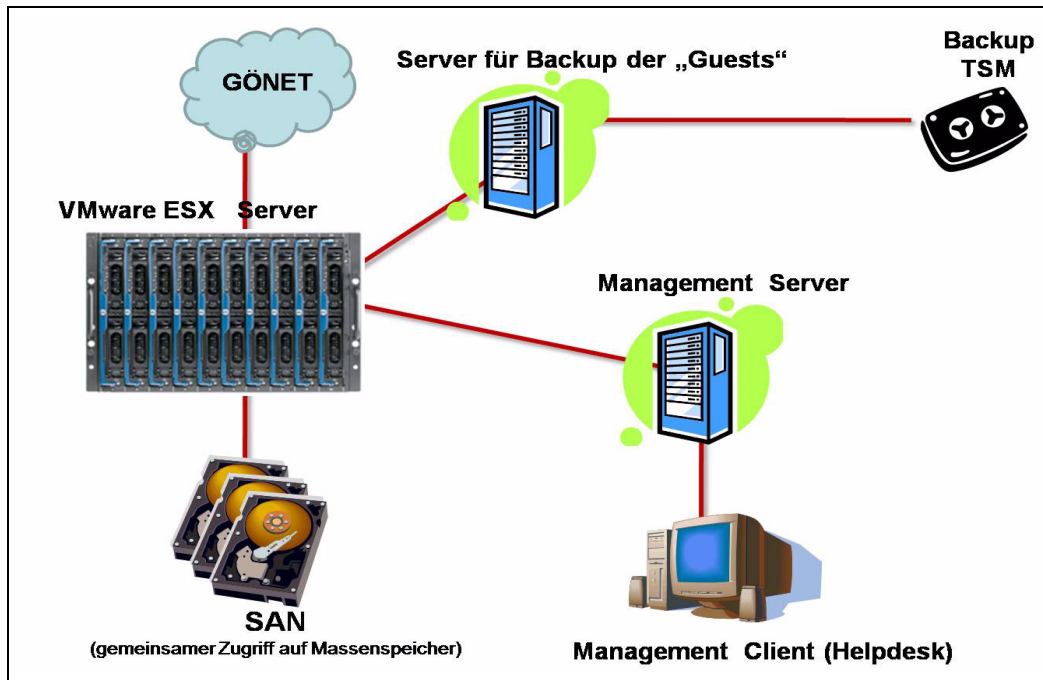 Backup
TSM
Server für Backup der „Guests“
GÖNET
VMware ESX Server
Management Server
SAN
(gemeinsamer Zugriff auf Massenspeicher)
Management Client (Helpdesk)